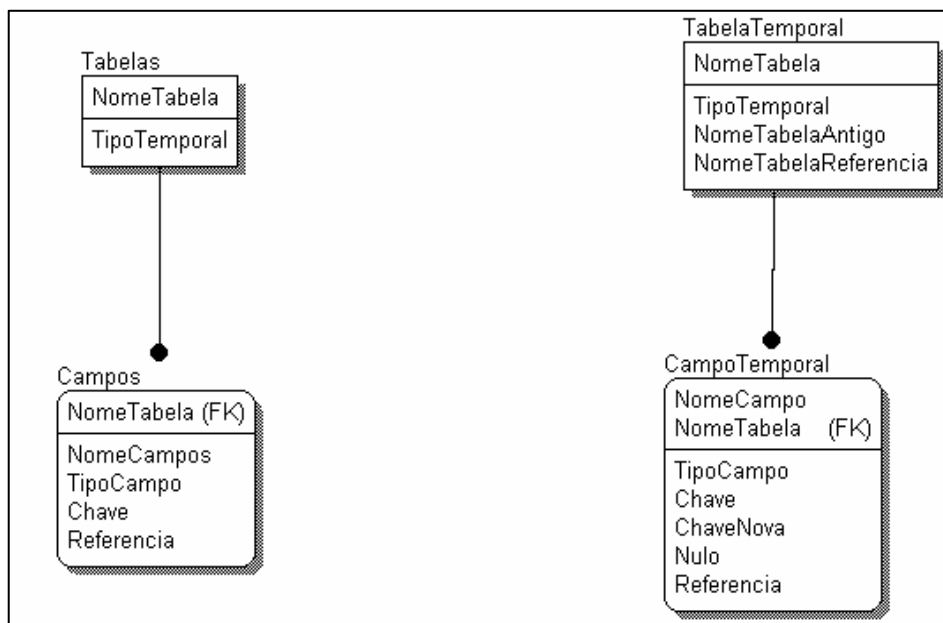 Tabelas
NomeTabela
TipoTemporal
Campos
NomeTabela (FK)
NomeCampos
TipoCampo
Chave
Referencia
TabelaTemporal
NomeTabela
TipoTemporal
NomeTabelaAntigo
NomeTabelaReferencia
CampoTemporal
NomeCampo
NomeTabela (FK)
TipoCampo
Chave
ChaveNova
Nulo
Referencia